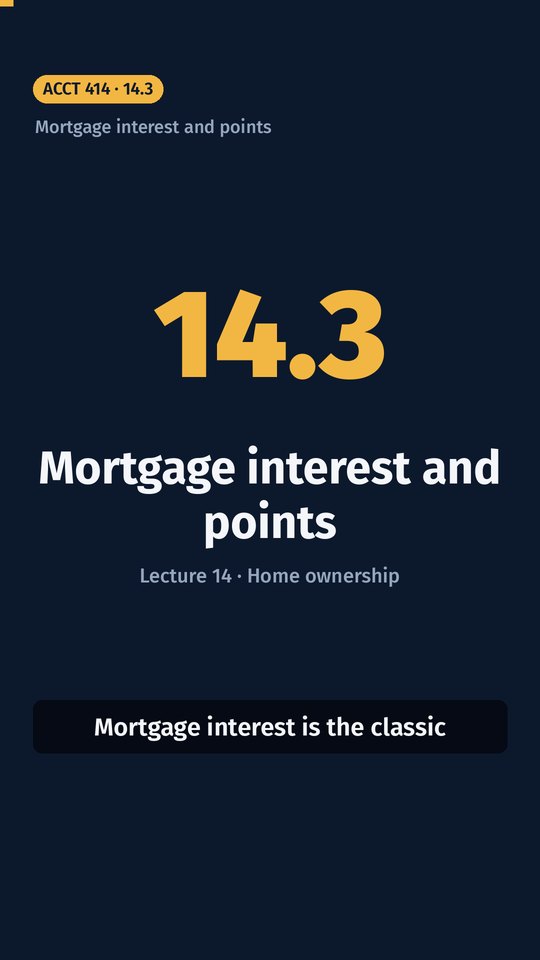 ACCT 414 · 14.3
Mortgage interest and points
14.3
Mortgage interest and
points
Lecture 14 · Home ownership
Mortgage interest is the classic